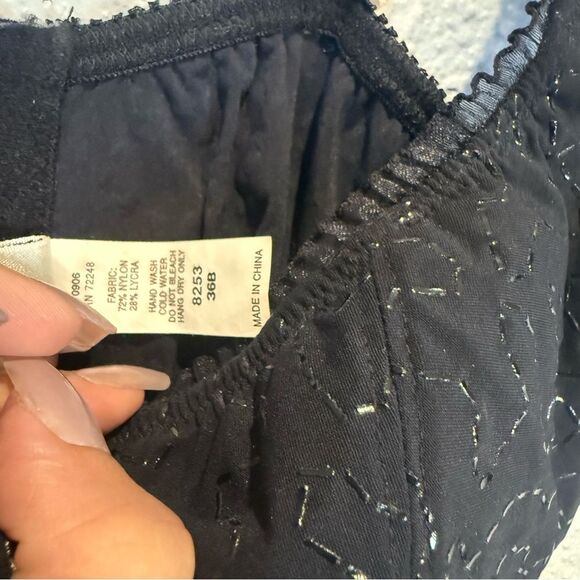 0906
N 72248
FABRIC:
72% NYLON
28% LYCRA
HAND WASH
COLD WATER
DO NOT BLEACH
HANG DRY ONLY
8253
36B
MADE IN CHINA